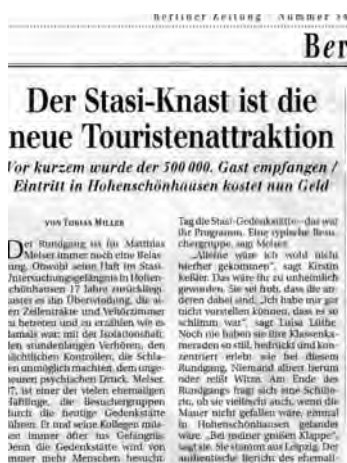 Berliner Zeitung · Nummer
Ber
Der Stasi-Knast ist die
neue Touristenattraktion
Vor kurzem wurde der 500 000. Gast empfangen /
Eintritt in Hohenschönhausen kostet nun Geld
VON TOBIAS MILLER
Der Rundgang ist für Matthias
Melser immer noch eine Belas-
ung. Obwohl seine Haft im Stasi-
Untersuchungsgefängnis in Hohen-
schönhausen 17 Jahre zurückliegt,
kostet es ihn Überwindung, die al-
en Zellentrakte und Verhörzimmer
zu betreten und zu erzählen wie es
damals war: mit der Isolationshaft,
den stundenlangen Verhören, den
nächtlichen Kontrollen, die Schla-
en unmöglich machten, dem unge-
heuren psychischen Druck. Melser,
, ist einer der vielen ehemaligen
Häftlinge, die Besuchergruppen
durch die heutige Gedenkstätte
führen. Er und seine Kollegen müs-
sen immer öfter ins Gefängnis.
Denn die Gedenkstätte wird von
immer mehr Menschen besucht.
Tag die Stasi-Gedenkstätte – das war
ihr Programm. Eine typische Besu-
chergruppe, sagt Melser.
„Alleine wäre ich wohl nicht
hierher gekommen“, sagt Kirstin
Keßler. Das wäre ihr zu unheimlich
geworden. Sie sei froh, dass die an-
deren dabei sind. „Ich habe mir gar
nicht vorstellen können, dass es so
schlimm war“, sagt Luisa
Noch nie haben sie ihre Klassenka-
meraden so still, bedrückt und kon-
zentriert erlebt wie bei diesem
Rundgang. Niemand albert herum
oder reißt Witze. Am Ende des
Rundgangs fragt sich eine Schüle-
rin, ob sie vielleicht auch, wenn die
Mauer nicht gefallen wäre, einmal
in Hohenschönhausen gelandet
wäre. „Bei meiner großen Klappe“,
sagt sie. Sie stammt aus Leipzig. Der
authentische Bericht des ehemali-